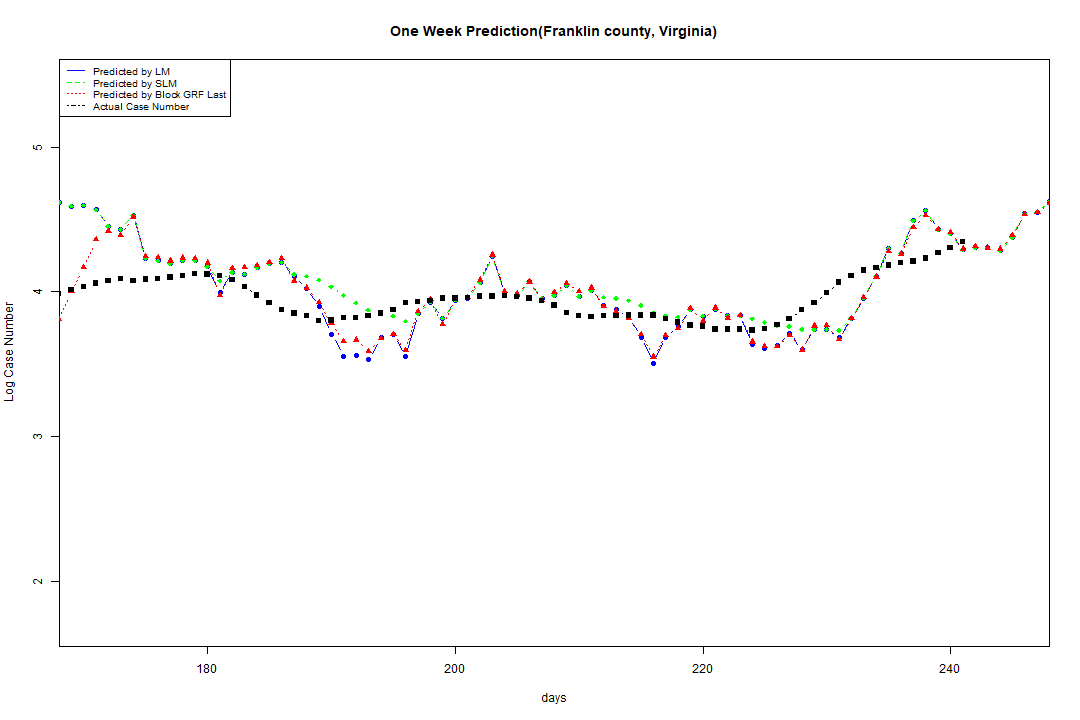 One Week Prediction(Franklin county, Virginia)
Predicted by LM
Predicted by SLM
Predicted by Block GRF Last
Actual Case Number
5
4
3
2
Log Case Number
180 200 220 240
days